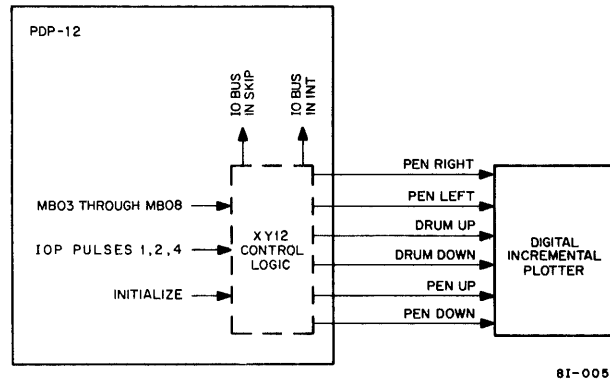 PDP-12
IO BUS
IN SKIP
IO BUS
IN INT
MB03 THROUGH MB08
IOP PULSES 1,2,4
INITIALIZE
XY12
CONTROL
LOGIC
PEN RIGHT
PEN LEFT
DRUM UP
DRUM DOWN
PEN UP
PEN DOWN
DIGITAL
INCREMENTAL
PLOTTER
8I-005